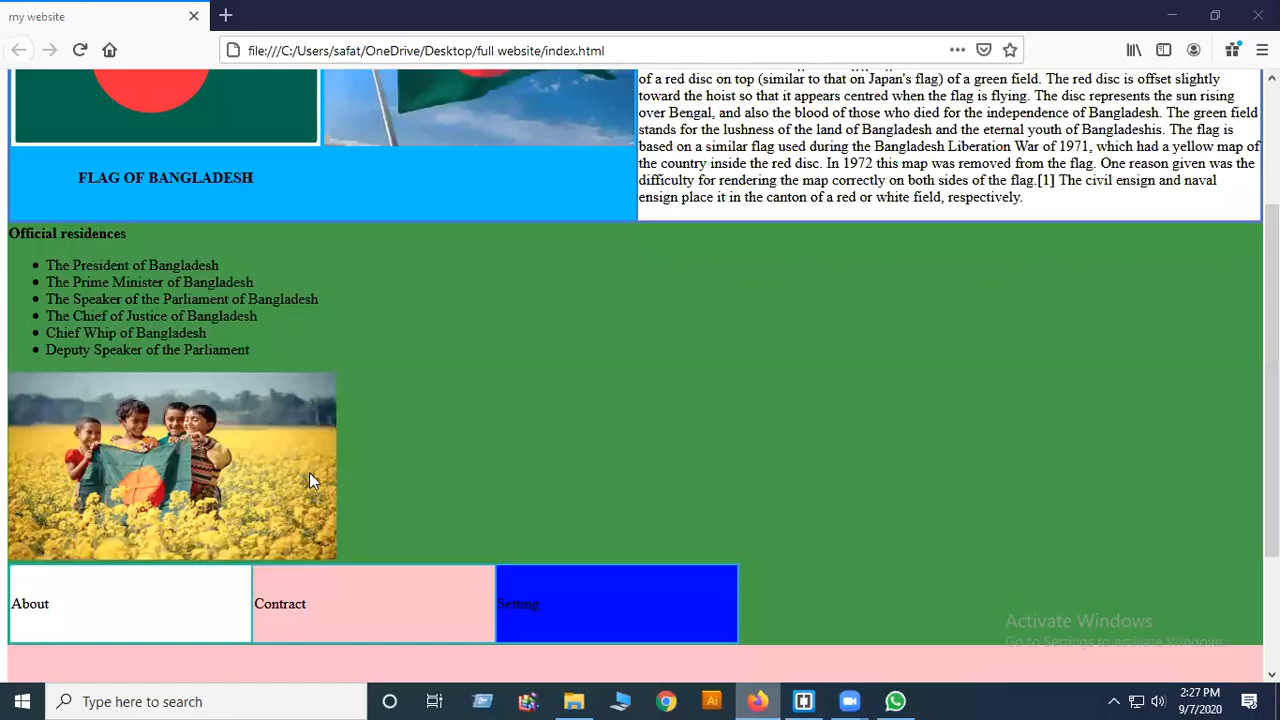 my website
file:///C:/Users/safat/OneDrive/Desktop/full website/index.html
of a red disc on top (similar to that on Japan's flag) of a green field. The red disc is offset slightly
toward the hoist so that it appears centred when the flag is flying. The disc represents the sun rising
over Bengal, and also the blood of those who died for the independence of Bangladesh. The green field
stands for the lushness of the land of Bangladesh and the eternal youth of Bangladeshis. The flag is
based on a similar flag used during the Bangladesh Liberation War of 1971, which had a yellow map of
the country inside the red disc. In 1972 this map was removed from the flag. One reason given was the
difficulty for rendering the map correctly on both sides of the flag.[1] The civil ensign and naval
ensign place it in the canton of a red or white field, respectively.
FLAG OF BANGLADESH
Official residences
The President of Bangladesh
The Prime Minister of Bangladesh
The Speaker of the Parliament of Bangladesh
The Chief of Justice of Bangladesh
Chief Whip of Bangladesh
Deputy Speaker of the Parliament
About
Contract
Setting
Activate Windows
Go to Settings to activate Windows.
Type here to search
Ai
2:27 PM
9/7/2020